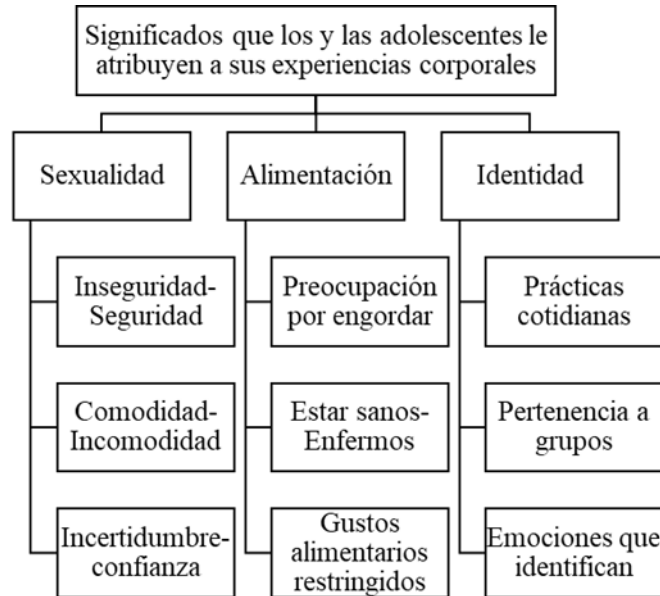 Significados que los y las adolescentes le
atribuyen a sus experiencias corporales
Sexualidad
Alimentación
Identidad
Inseguridad-
Seguridad
Preocupación
por engordar
Prácticas
cotidianas
Comodidad-
Incomodidad
Estar sanos-
Enfermos
Pertenencia a
grupos
Incertidumbre-
confianza
Gustos
alimentarios
restringidos
Emociones que
identifican